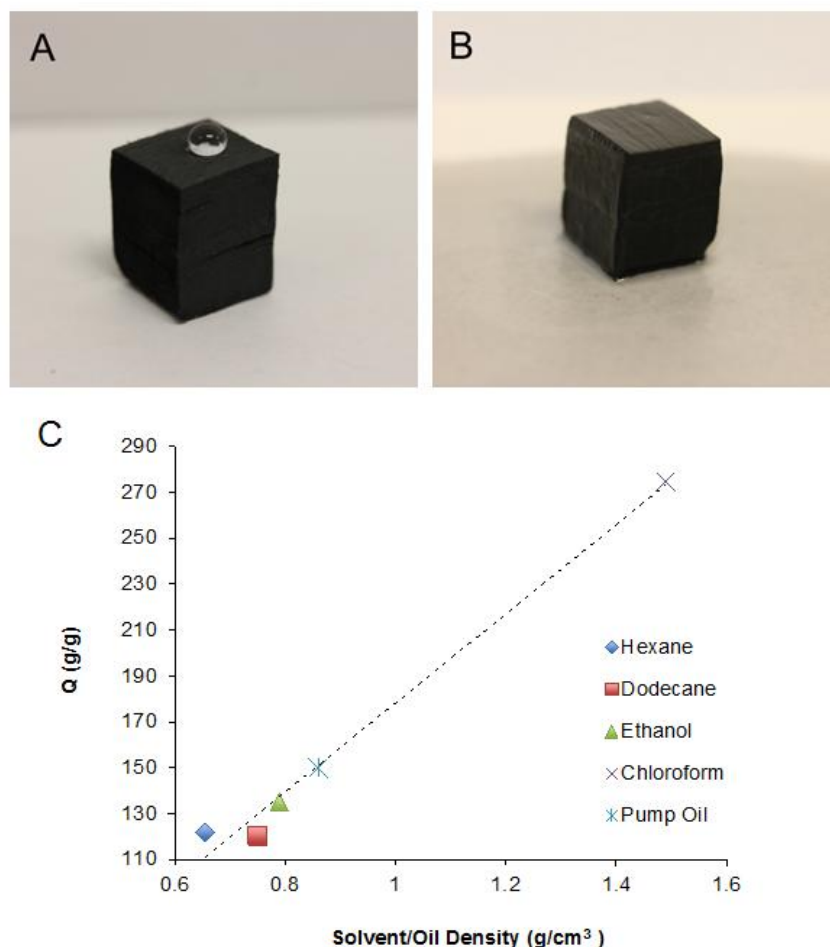 A
B
C
290
270
250
230
210
190
170
150
130
110
Q (g/g)
Hexane
Dodecane
Ethanol
Chloroform
Pump Oil
0.6 0.8 1 1.2 1.4 1.6
Solvent/Oil Density (g/cm³)